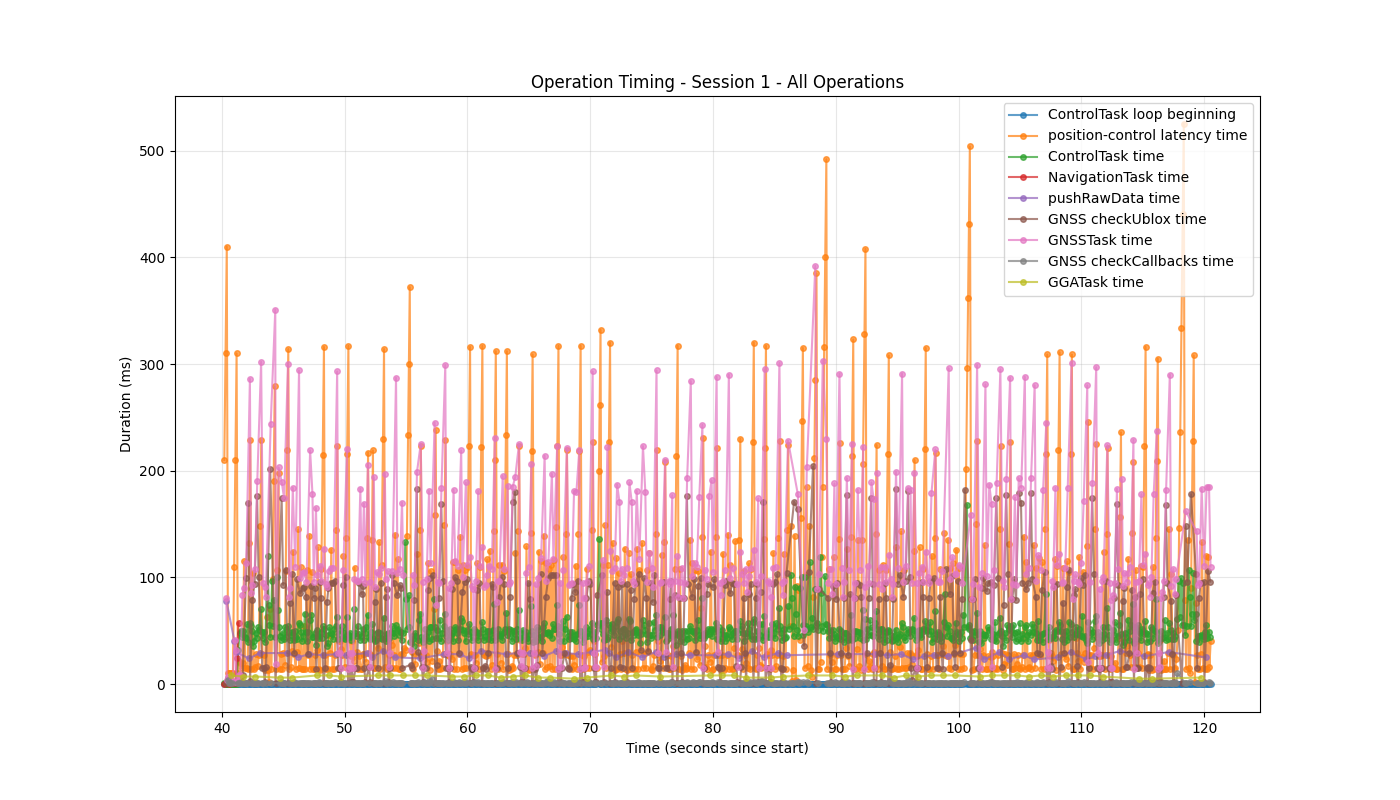 Operation Timing - Session 1 - All Operations
ControlTask loop beginning
position-control latency time
ControlTask time
NavigationTask time
pushRawData time
GNSS checkUblox time
GNSSTask time
GNSS checkCallbacks time
GGATask time
Duration (ms)
500
400
300
200
100
0
40 50 60 70 80 90 100 110 120
Time (seconds since start)